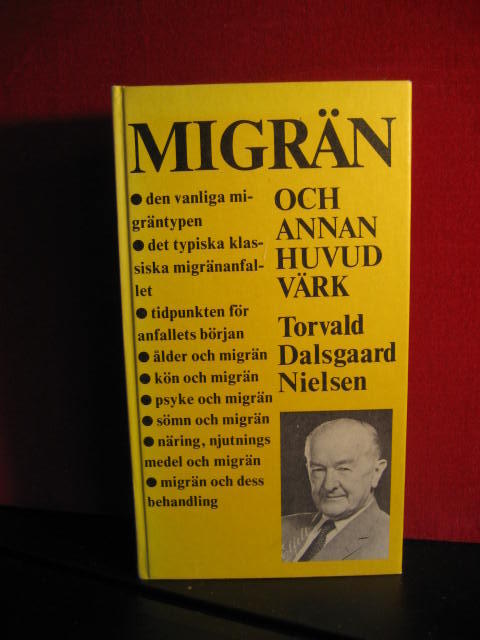 MIGRÄN
● den vanliga mi-
gräntypen
● det typiska klas-
siska migränanfal-
let
● tidpunkten för
anfallets början
● ålder och migrän
● kön och migrän
● psyke och migrän
● sömn och migrän
● näring, njutnings
medel och migrän
● migrän och dess
behandling
OCH
ANNAN
HUVUD
VÄRK
Torvald
Dalsgaard
Nielsen